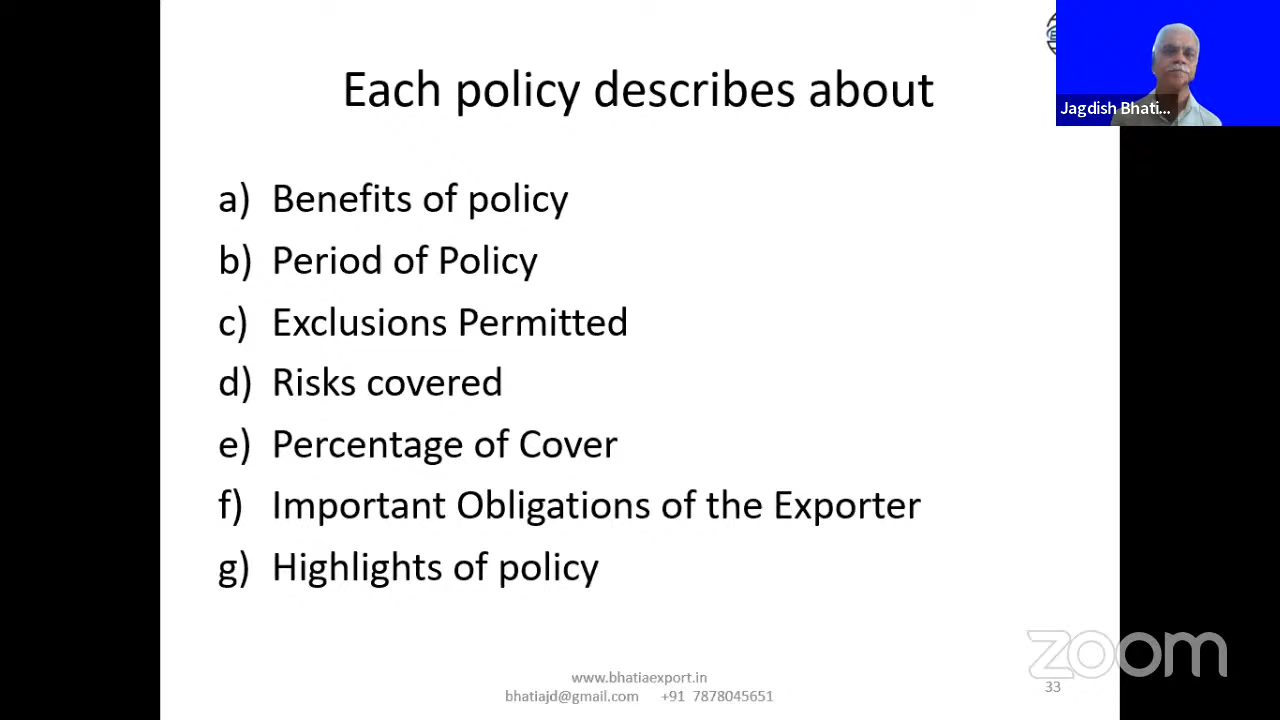 Each policy describes about
Jagdish Bhati...
a) Benefits of policy
b) Period of Policy
c) Exclusions Permitted
d) Risks covered
e) Percentage of Cover
f) Important Obligations of the Exporter
g) Highlights of policy
zoom
www.bhatiaexport.in
bhatiajd@gmail.com +91 7878045651
33